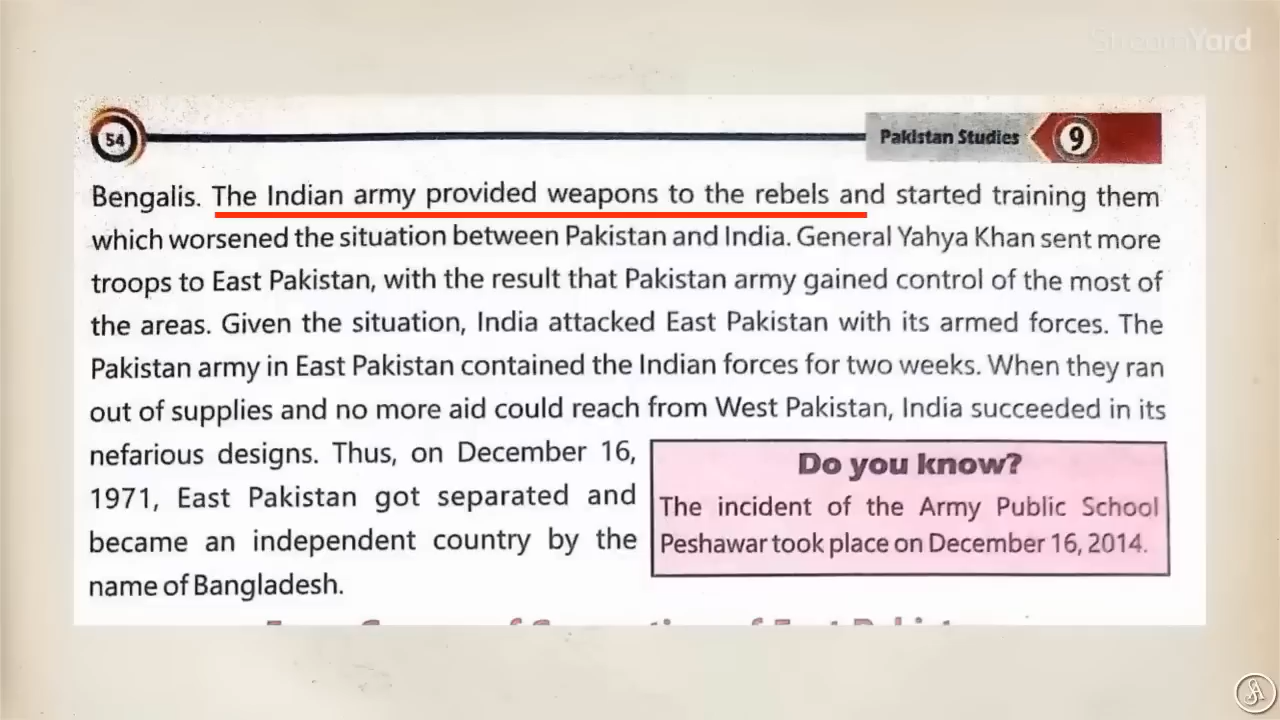 StreamYard
54
Pakistan Studies
9
Bengalis. The Indian army provided weapons to the rebels and started training them
which worsened the situation between Pakistan and India. General Yahya Khan sent more
troops to East Pakistan, with the result that Pakistan army gained control of the most of
the areas. Given the situation, India attacked East Pakistan with its armed forces. The
Pakistan army in East Pakistan contained the Indian forces for two weeks. When they ran
out of supplies and no more aid could reach from West Pakistan, India succeeded in its
nefarious designs. Thus, on December 16,
1971, East Pakistan got separated and
became an independent country by the
name of Bangladesh.
Do you know?
The incident of the Army Public School
Peshawar took place on December 16, 2014.